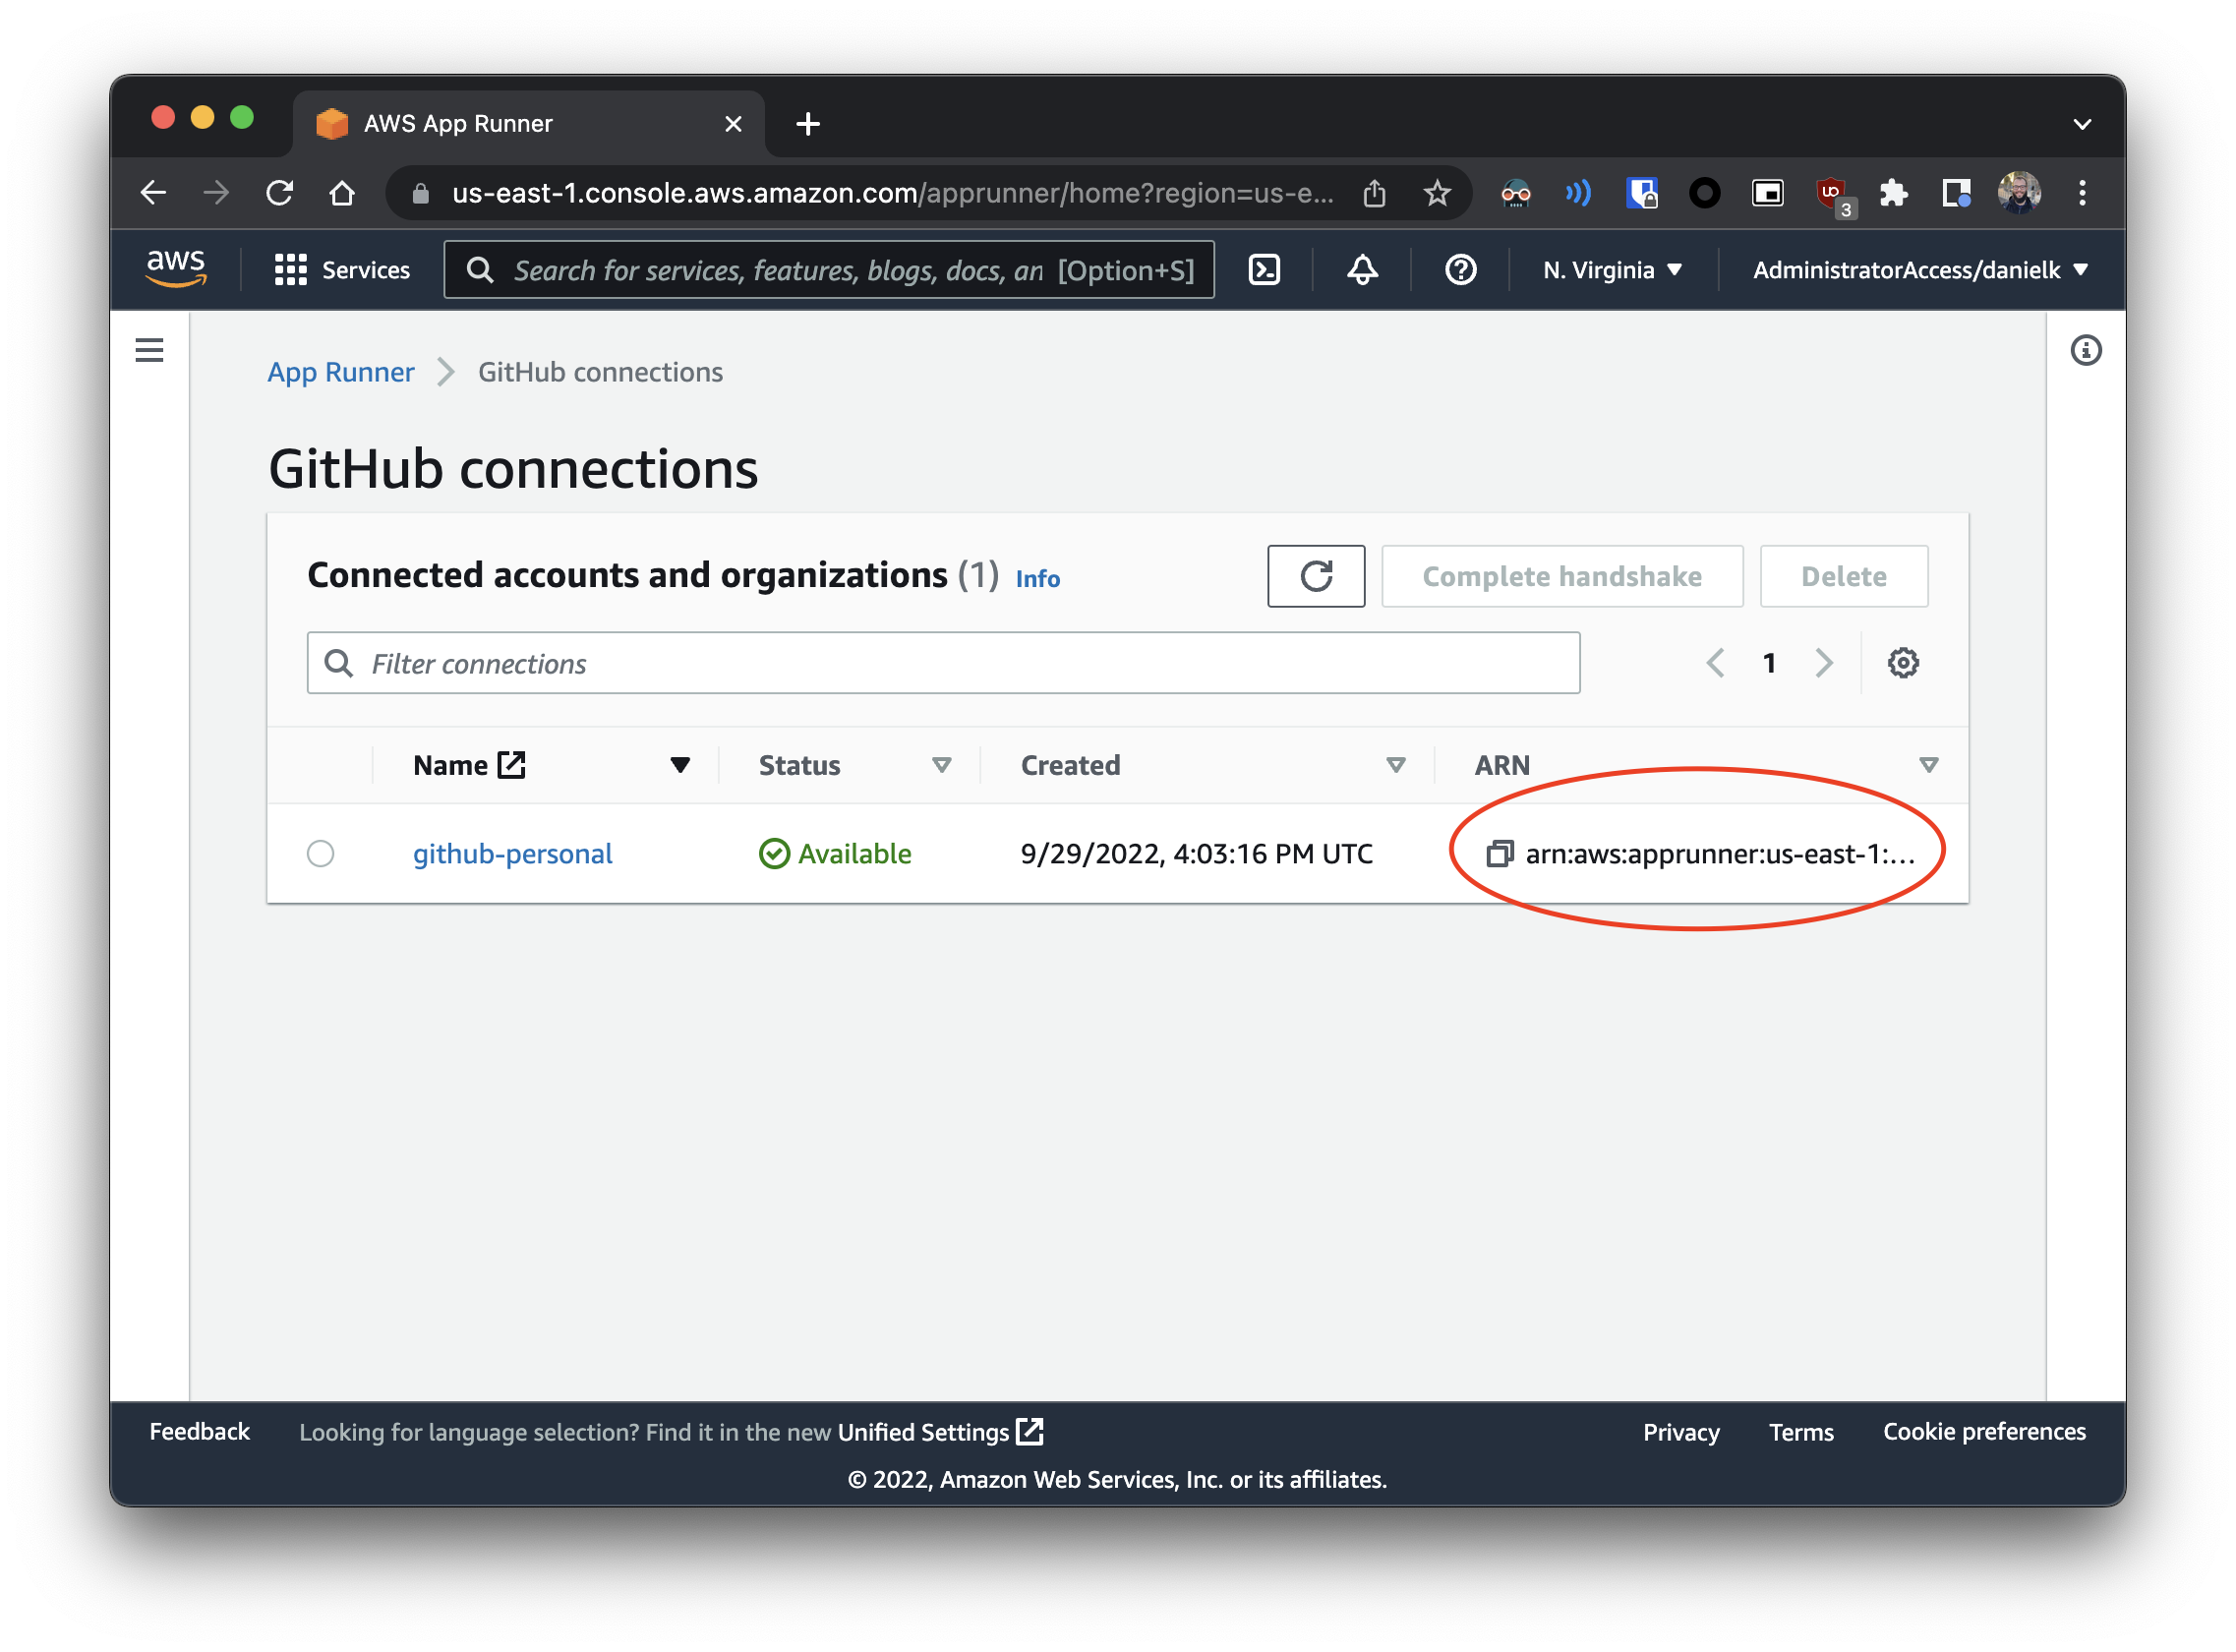 AWS App Runner
us-east-1.console.aws.amazon.com/apprunner/home?region=us-e...
3
aws Services Search for services, features, blogs, docs, an [Option+S] N. Virginia AdministratorAccess/danielk
App Runner GitHub connections
GitHub connections
Connected accounts and organizations (1) Info Complete handshake Delete
Filter connections 1
Name Status Created ARN
github-personal Available 9/29/2022, 4:03:16 PM UTC arn:aws:apprunner:us-east-1:...
Feedback Looking for language selection? Find it in the new Unified Settings Privacy Terms Cookie preferences
© 2022, Amazon Web Services, Inc. or its affiliates.